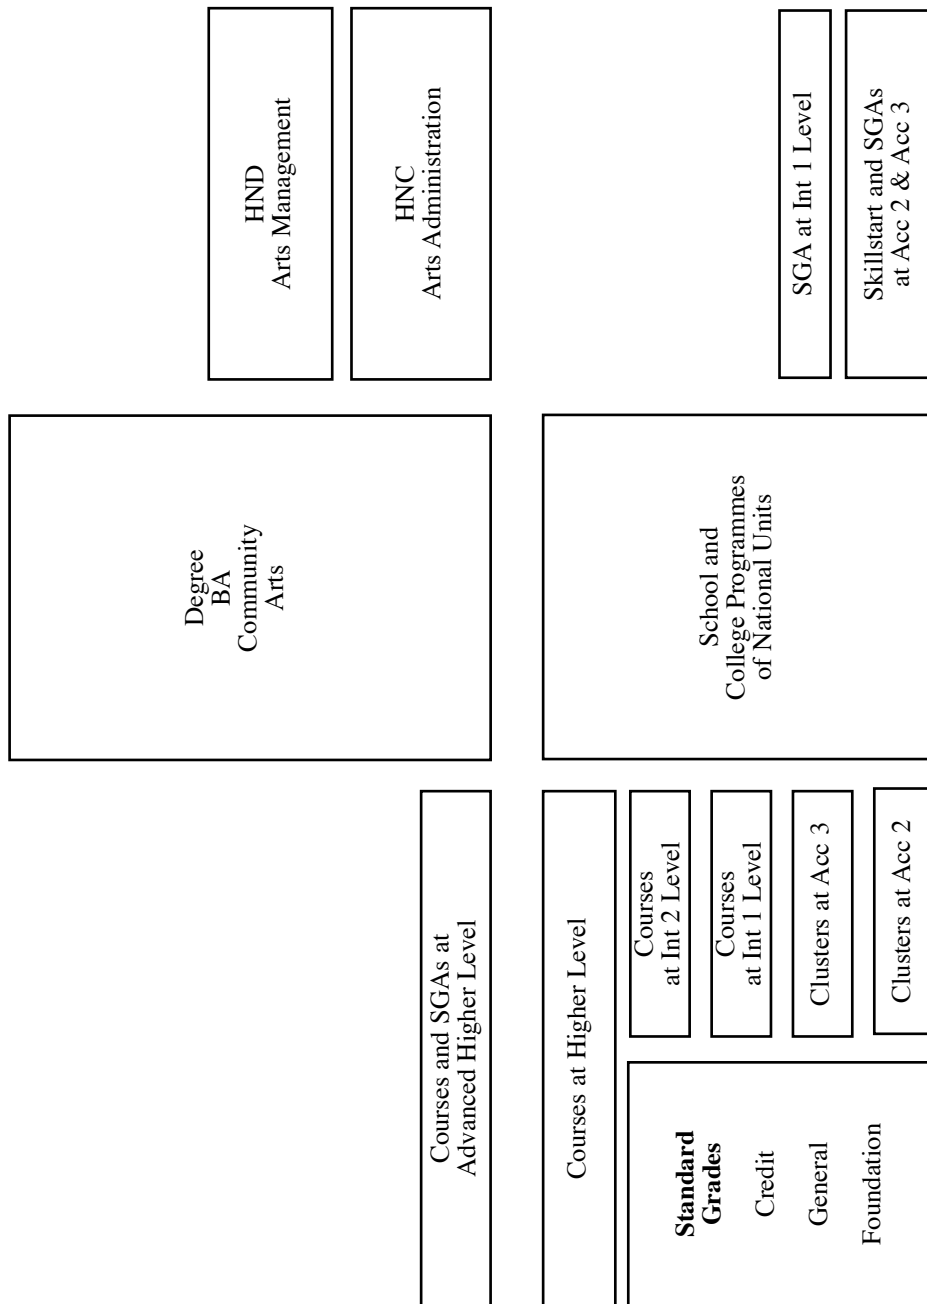 Degree
BA
Community
Arts
HND
Arts Management
HNC
Arts Administration
Courses and SGAs at
Advanced Higher Level
Courses at Higher Level
Standard
Grades
Credit
General
Foundation
Courses
at Int 2 Level
Courses
at Int 1 Level
Clusters at Acc 3
Clusters at Acc 2
School and
College Programmes
of National Units
SGA at Int 1 Level
Skillstart and SGAs
at Acc 2 & Acc 3